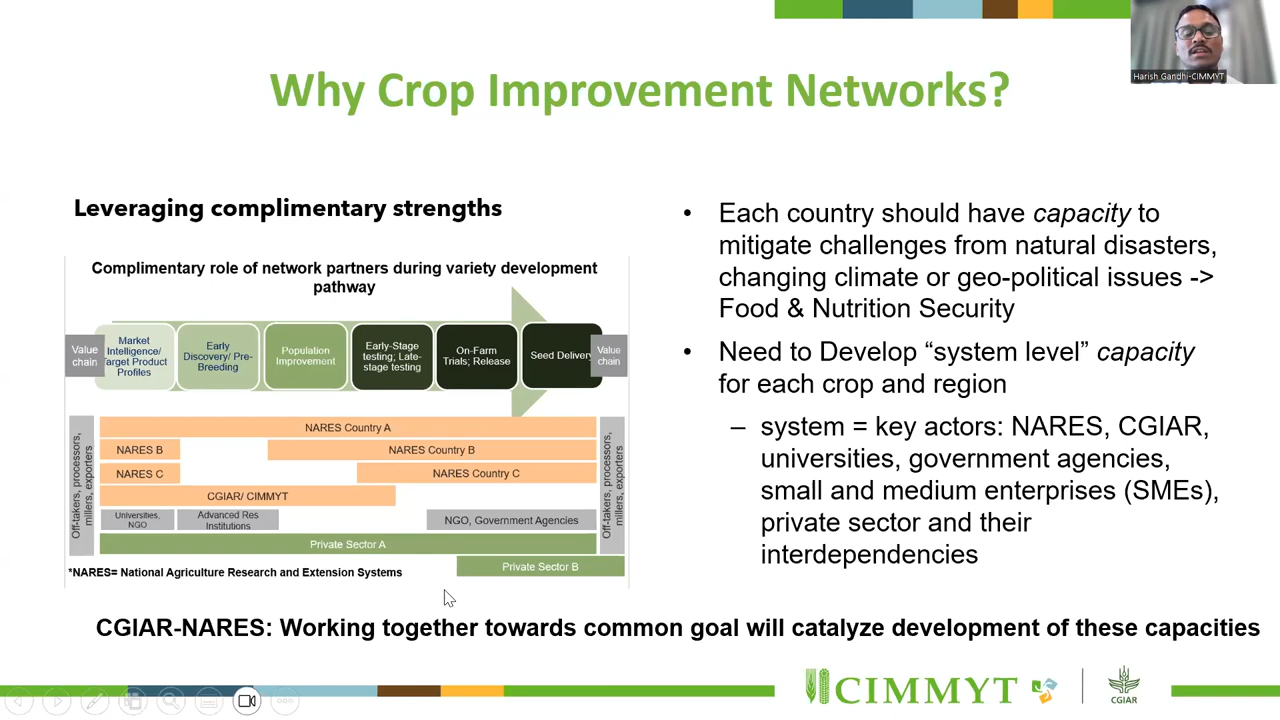 Harish Gandhi-CIMMYT
Why Crop Improvement Networks?
Leveraging complimentary strengths
Complimentary role of network partners during variety development
pathway
Value
chain
Market
Intelligence/
Target Product
Profiles
Early
Discovery/ Pre-
Breeding
Population
Improvement
Early-Stage
testing; Late-
stage testing
On-Farm
Trials; Release
Seed Delivery
Value
chain
Off-takers, processors,
millers, exporters
NARES Country A
NARES B
NARES Country B
NARES C
NARES Country C
CGIAR/ CIMMYT
Universities,
NGO
Advanced Res
Institutions
NGO, Government Agencies
Private Sector A
Private Sector B
Off-takers, processors,
millers, exporters
*NARES= National Agriculture Research and Extension Systems
• Each country should have capacity to
mitigate challenges from natural disasters,
changing climate or geo-political issues ->
Food & Nutrition Security
• Need to Develop “system level” capacity
for each crop and region
– system = key actors: NARES, CGIAR,
universities, government agencies,
small and medium enterprises (SMEs),
private sector and their
interdependencies
CGIAR-NARES: Working together towards common goal will catalyze development of these capacities
CIMMYT
CGIAR